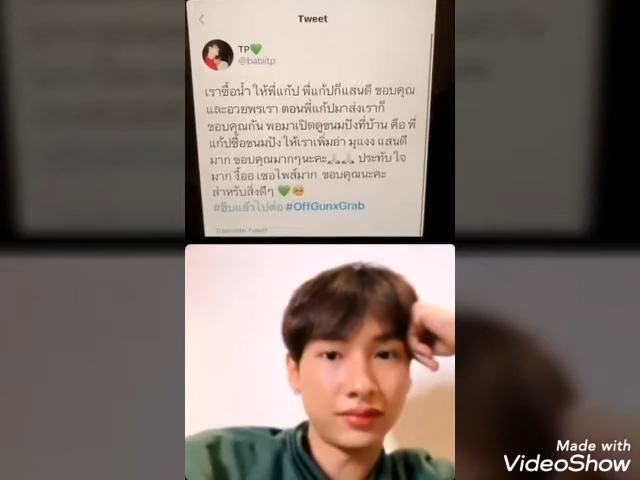 Tweet
TP💚
@babiitp
เราซื้อน้ำ ให้พี่แก้ป พี่แก้ปก็แสนดี ขอบคุณ
และอวยพรเรา ตอนพี่แก้ปมาส่งเราก็
ขอบคุณกัน พอมาเปิดดูขนมปังที่บ้าน คือ พี่
แก้ปซื้อขนมปัง ให้เราเพิ่มอ่า มุแงง แสนดี
มาก ขอบคุณมากๆนะคะ🙏🏻🙏🏻 ประทับ ใจ
มาก งื้ออ เซอไพส์มาก ขอบคุณนะคะ
สำหรับสิ่งดีๆ 💚🥺
#ชิบแล้วไปต่อ #OffGunxGrab
Translate Tweet
Made with
VideoShow